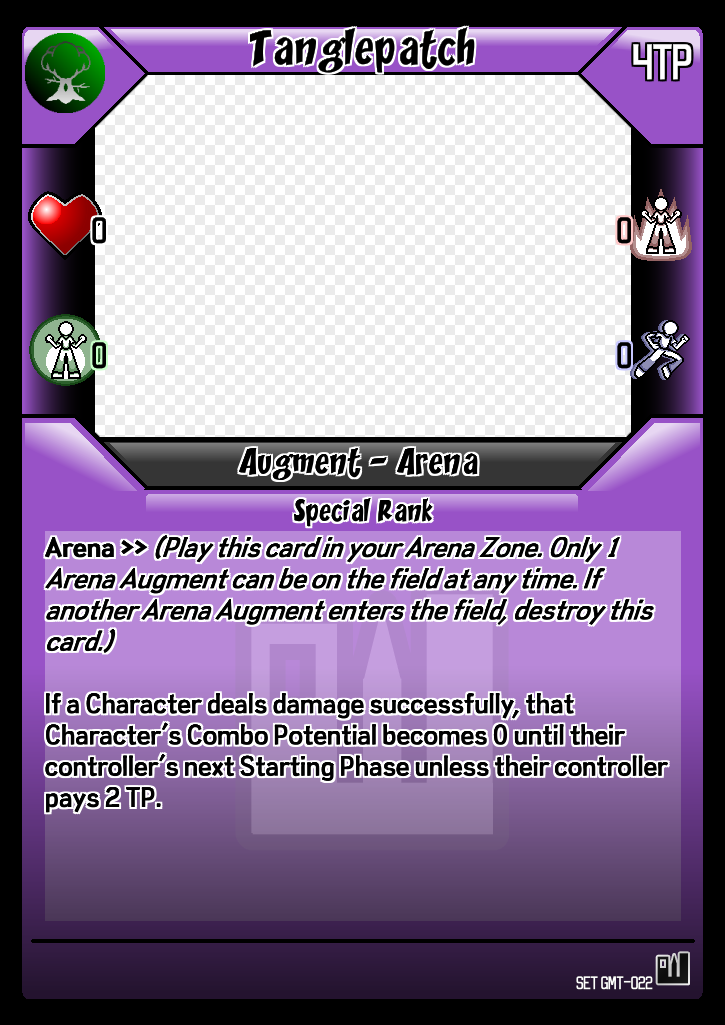 Tanglepatch
4TP
0
0
0
0
Augment - Arena
Special Rank
Arena >> (Play this card in your Arena Zone. Only 1
Arena Augment can be on the field at any time. If
another Arena Augment enters the field, destroy this
card.)
If a Character deals damage successfully, that
Character's Combo Potential becomes 0 until their
controller's next Starting Phase unless their controller
pays 2 TP.
SET GMT-022